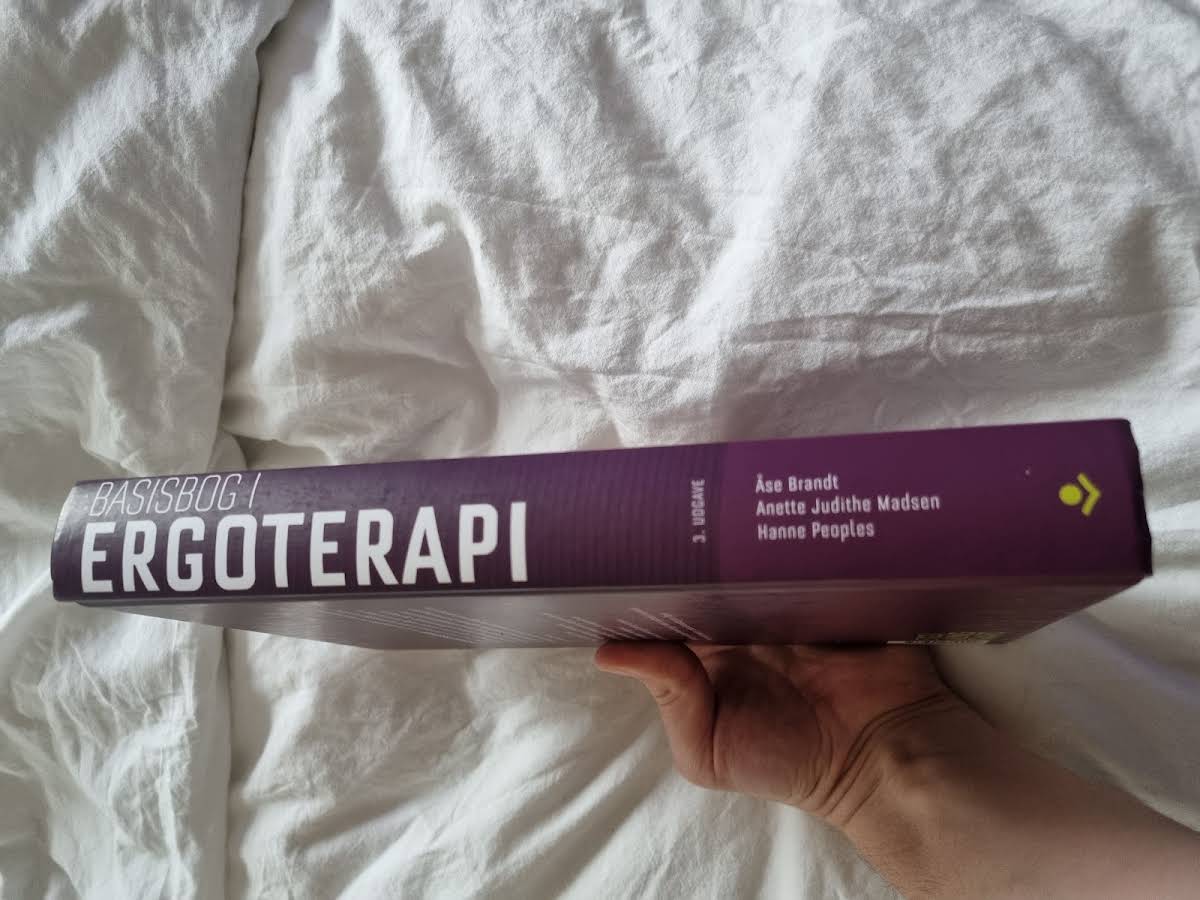 BASISBOG I
ERGOTERAPI
3. UDGAVE
Åse Brandt
Anette Judithe Madsen
Hanne Peoples